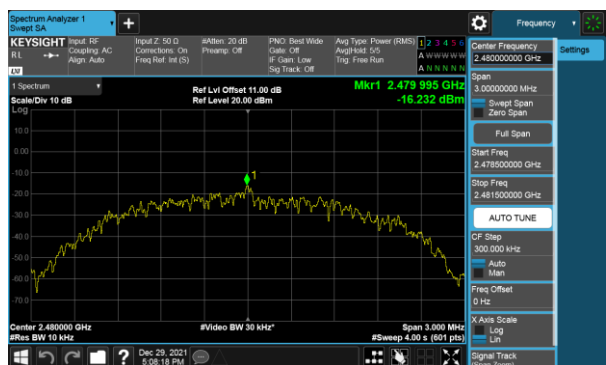 Spectrum Analyzer 1
Swept SA
+
Frequency
KEYSIGHT
RL
Input: RF
Coupling: AC
Align: Auto
Input Z: 50 Ω
Corrections: On
Freq Ref: Int (S)
#Atten: 20 dB
Preamp: Off
PNO: Best Wide
Gate: Off
IF Gain: Low
Sig Track: Off
Avg Type: Power (RMS)
Avg|Hold: 5/5
Trig: Free Run
1 2 3 4 5 6
A W W W W W
A N N N N N
LXI
1 Spectrum
Scale/Div 10 dB
Log
Ref Lvl Offset 11.00 dB
Ref Level 20.00 dBm
Mkr1 2.479 995 GHz
-16.232 dBm
1
10.0
0.00
-10.0
-20.0
-30.0
-40.0
-50.0
-60.0
-70.0
Center 2.480000 GHz
#Res BW 10 kHz
#Video BW 30 kHz*
Span 3.000 MHz
#Sweep 4.00 s (601 pts)
?
Dec 29, 2021
5:08:18 PM
Center Frequency
2.480000000 GHz
Settings
Span
3.00000000 MHz
Swept Span
Zero Span
Full Span
Start Freq
2.478500000 GHz
Stop Freq
2.481500000 GHz
AUTO TUNE
CF Step
300.000 kHz
Auto
Man
Freq Offset
0 Hz
X Axis Scale
Log
Lin
Signal Track
(Span Zoom)